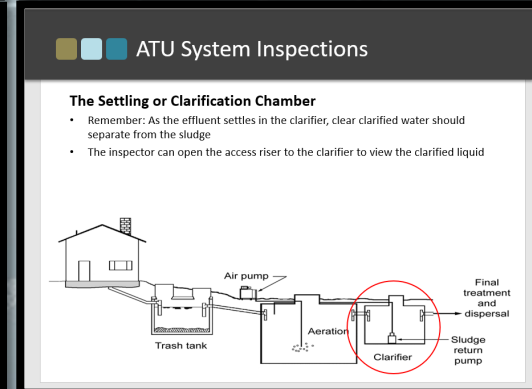 ATU System Inspections
The Settling or Clarification Chamber
• Remember: As the effluent settles in the clarifier, clear clarified water should
separate from the sludge
• The inspector can open the access riser to the clarifier to view the clarified liquid
Air pump
Final
treatment
and
dispersal
Aeration
Trash tank
Sludge
return
pump
Clarifier